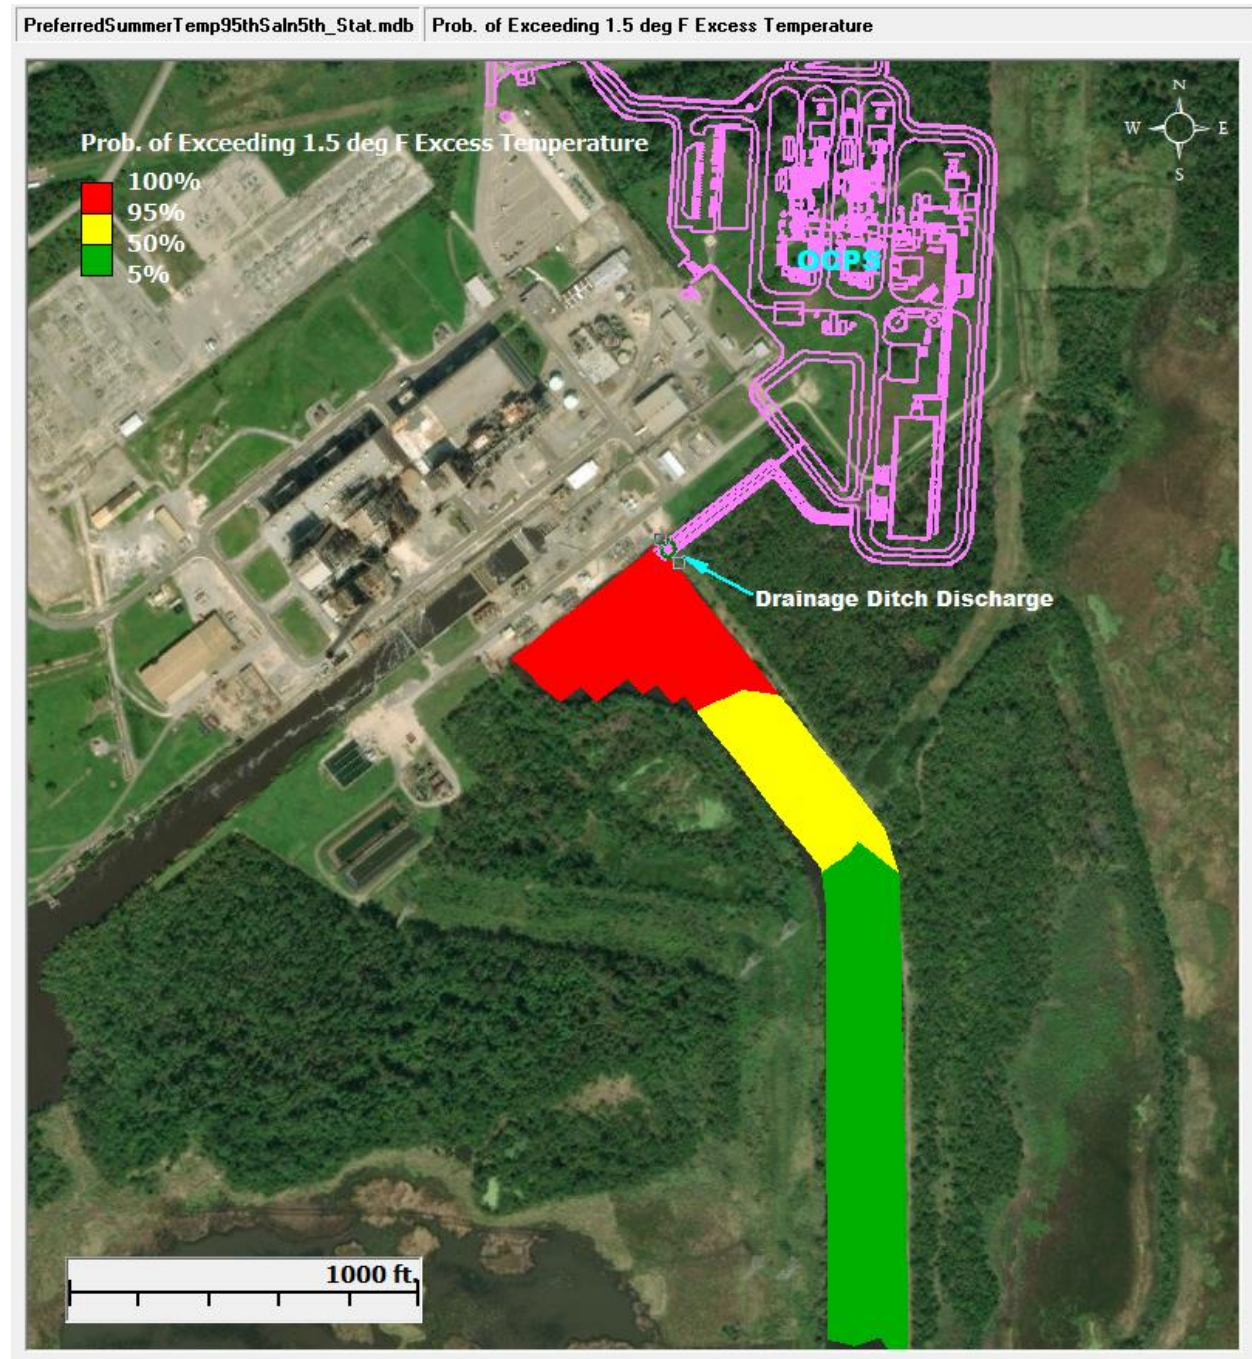 PreferredSummerTemp95thSaln5th_Stat.mdb
Prob. of Exceeding 1.5 deg F Excess Temperature
N
W E
S
Prob. of Exceeding 1.5 deg F Excess Temperature
100%
95%
50%
5%
OCPS
Drainage Ditch Discharge
1000 ft.